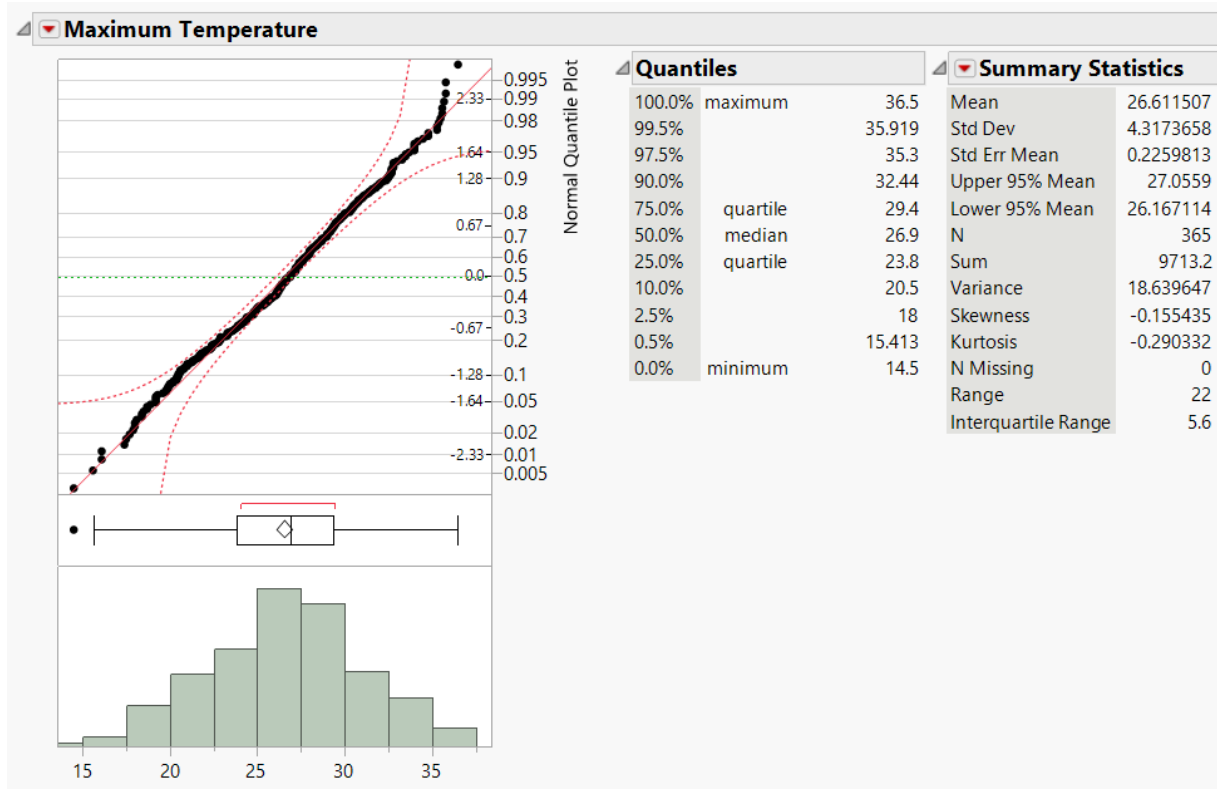 Maximum Temperature
Normal Quantile Plot
0.995
2.33 0.99
0.98
1.64 0.95
1.28 0.9
0.8
0.67 0.7
0.6
0.0 0.5
0.4
0.3
-0.67 0.2
-1.28 0.1
-1.64 0.05
0.02
-2.33 0.01
0.005
15 20 25 30 35
Quantiles
100.0% maximum 36.5
99.5% 35.919
97.5% 35.3
90.0% 32.44
75.0% quartile 29.4
50.0% median 26.9
25.0% quartile 23.8
10.0% 20.5
2.5% 18
0.5% 15.413
0.0% minimum 14.5
Summary Statistics
Mean 26.611507
Std Dev 4.3173658
Std Err Mean 0.2259813
Upper 95% Mean 27.0559
Lower 95% Mean 26.167114
N 365
Sum 9713.2
Variance 18.639647
Skewness -0.155435
Kurtosis -0.290332
N Missing 0
Range 22
Interquartile Range 5.6